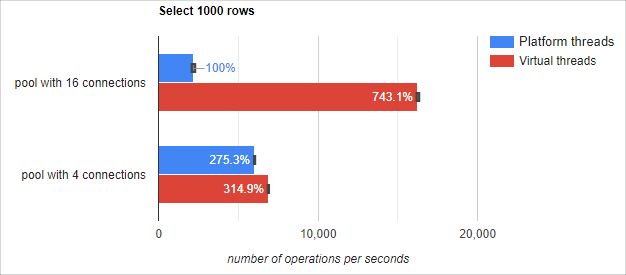 Select 1000 rows
Platform threads
Virtual threads
pool with 16 connections
100%
743.1%
pool with 4 connections
275.3%
314.9%
0
10,000
20,000
number of operations per seconds